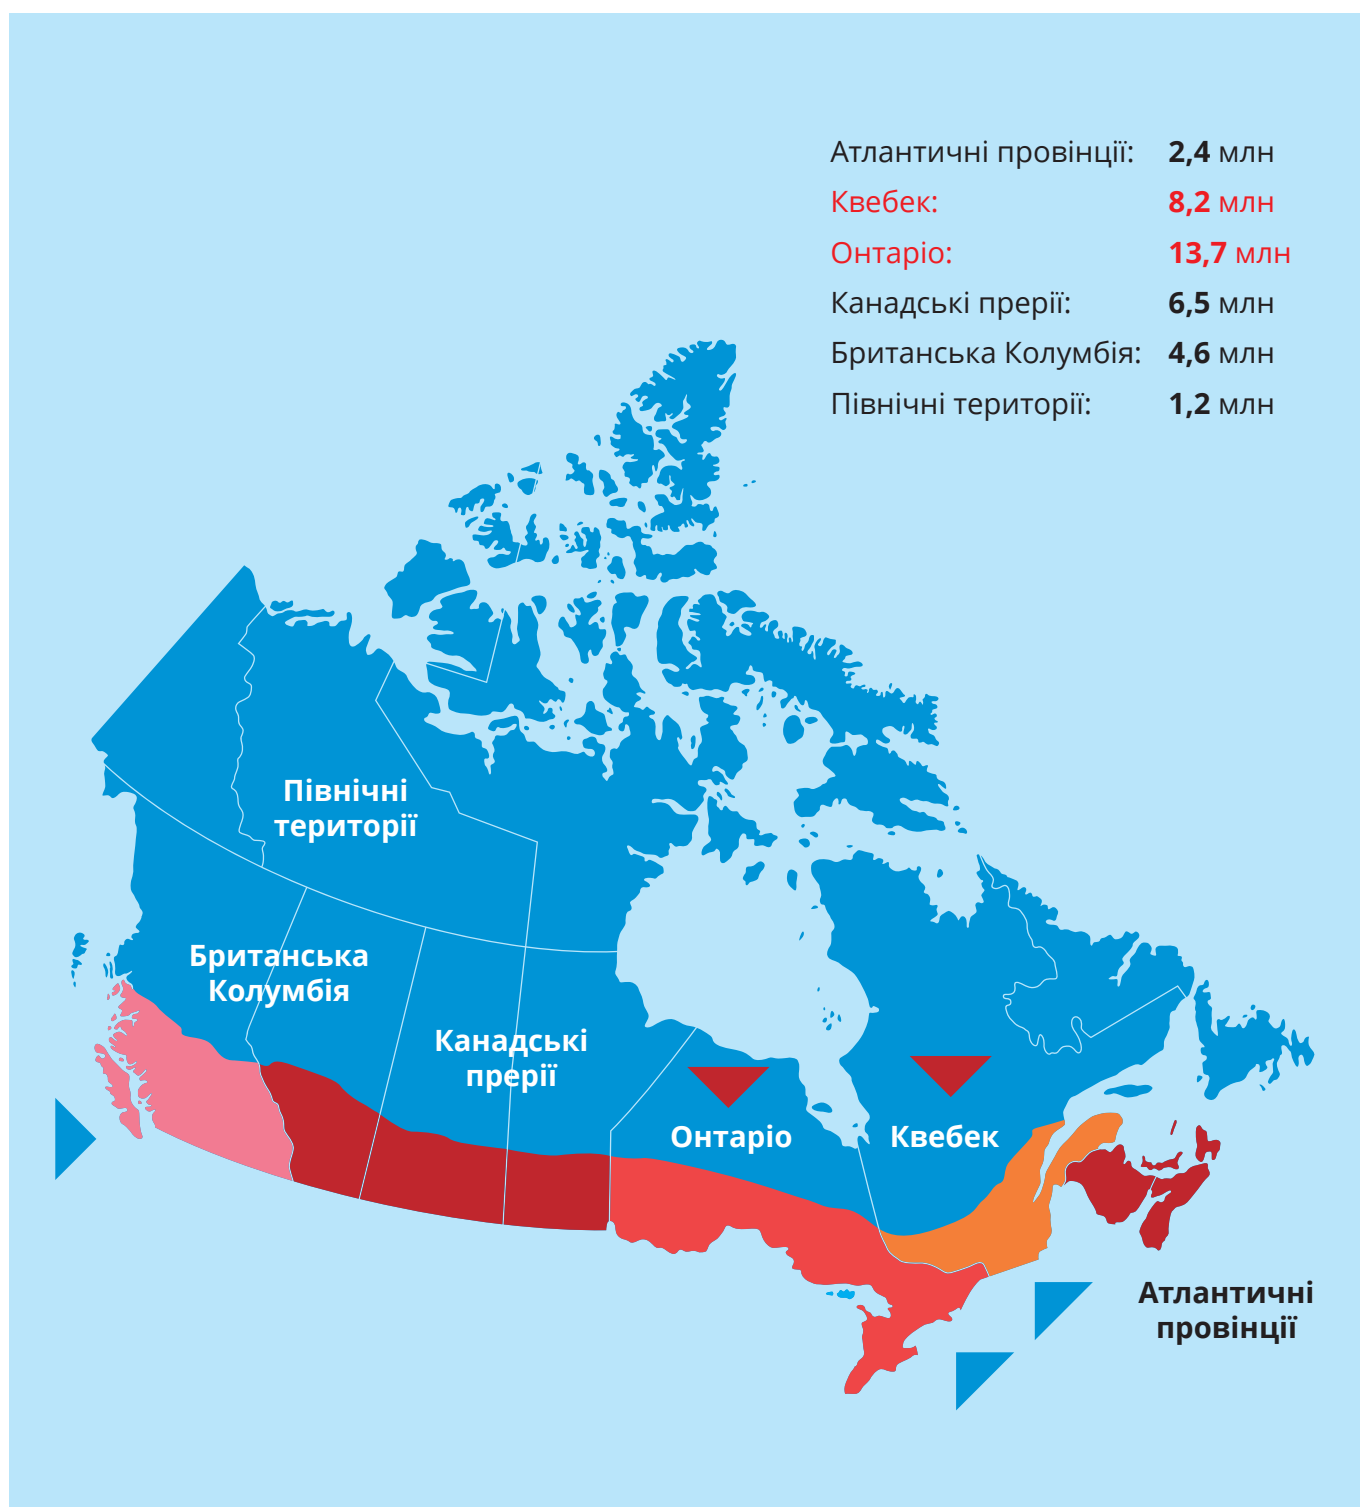 Атлантичні провінції: 2,4 млн
Квебек: 8,2 млн
Онтаріо: 13,7 млн
Канадські прерії: 6,5 млн
Британська Колумбія: 4,6 млн
Північні території: 1,2 млн
Північні
території
Британська
Колумбія
Канадські
прерії
Онтаріо
Квебек
Атлантичні
провінції